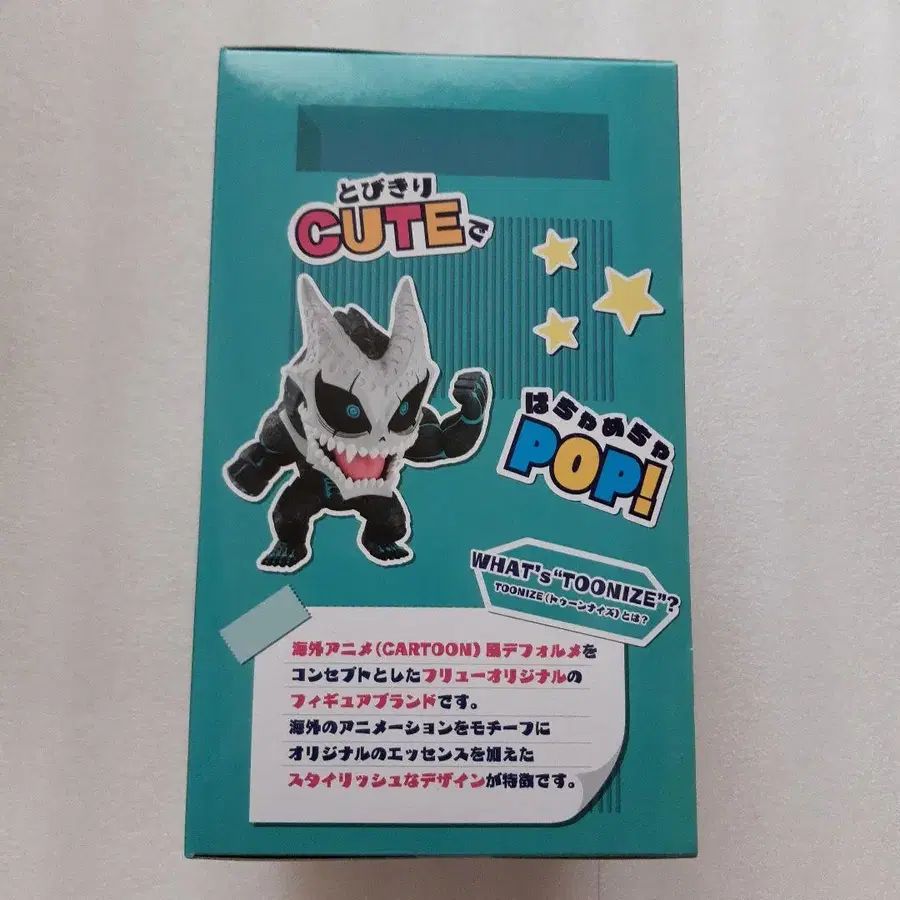 とびきり
CUTEで
はちゃめちゃ
POP!
WHAT's“TOONIZE”?
TOONIZE(トゥーンナイズ)とは?
海外アニメ(CARTOON)風デフォルメを
コンセプトとしたフリューオリジナルの
フィギュアブランドです。
海外のアニメーションをモチーフに
オリジナルのエッセンスを加えた
スタイリッシュなデザインが特徴です。